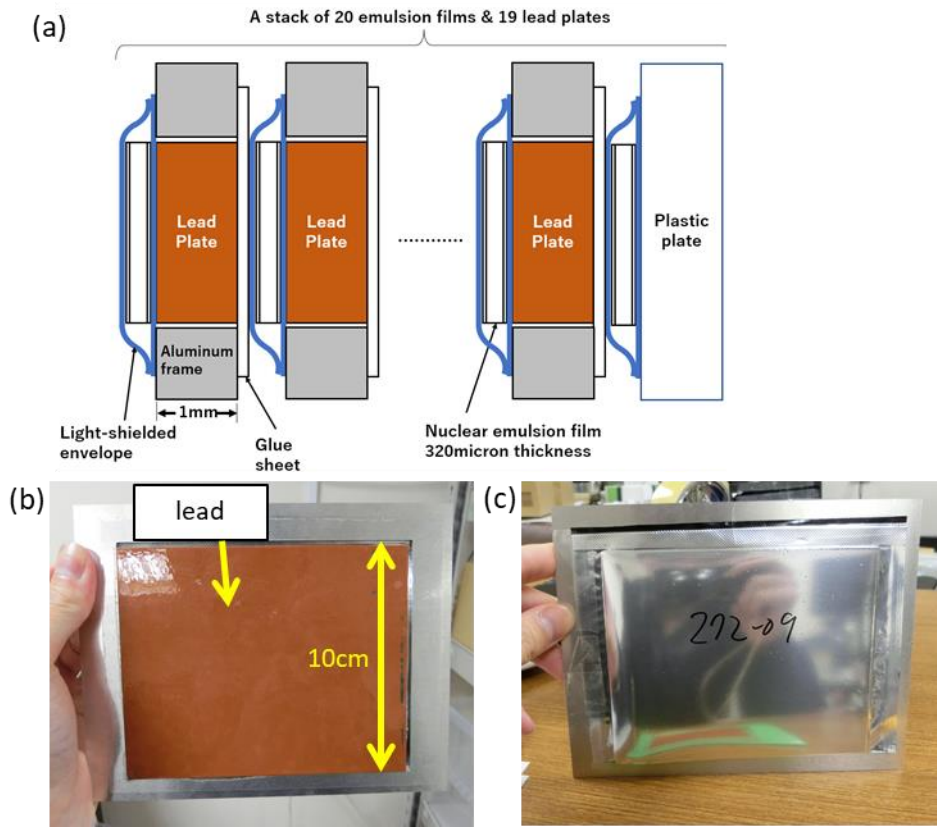 (a)
A stack of 20 emulsion films & 19 lead plates
Lead
Plate
Lead
Plate
Lead
Plate
Plastic
plate
Aluminum
frame
1mm
Light-shielded
envelope
Glue
sheet
Nuclear emulsion film
320micron thickness
(b)
lead
10cm
(c)
272-09